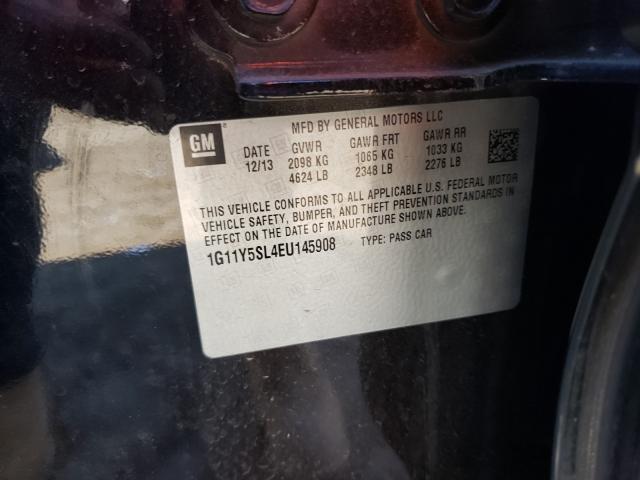 MFD BY GENERAL MOTORS LLC
GM
DATE GVWR GAWR FRT GAWR RR
12/13 2098 KG 1065 KG 1033 KG
4624 LB 2348 LB 2276 LB
THIS VEHICLE CONFORMS TO ALL APPLICABLE U.S. FEDERAL MOTOR
VEHICLE SAFETY, BUMPER, AND THEFT PREVENTION STANDARDS IN
EFFECT ON THE DATE OF MANUFACTURE SHOWN ABOVE.
1G11Y5SL4EU145908 TYPE: PASS CAR